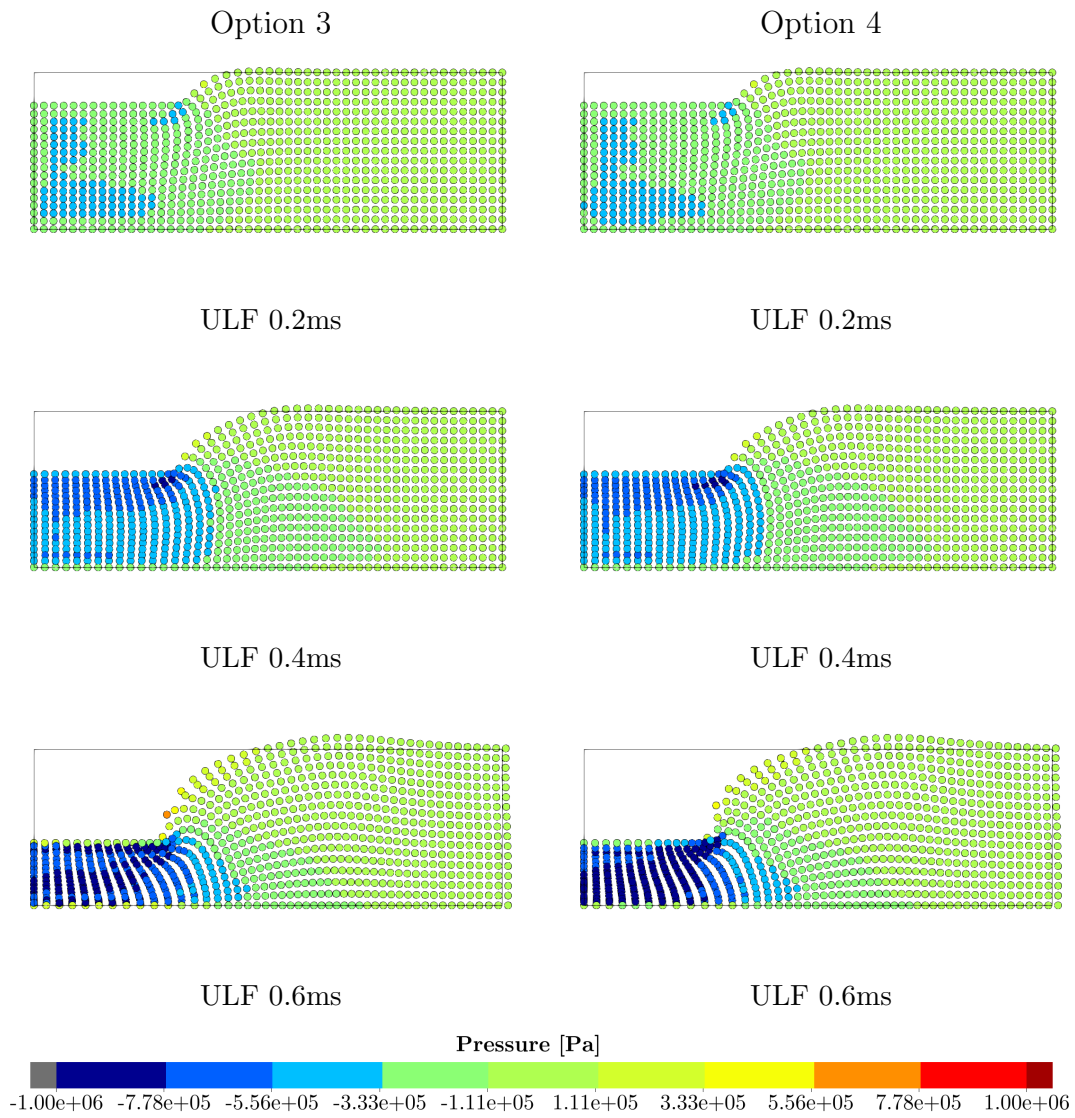 Option 3 Option 4
ULF 0.2ms ULF 0.2ms
ULF 0.4ms ULF 0.4ms
ULF 0.6ms ULF 0.6ms
Pressure [Pa]
-1.00e+06 -7.78e+05 -5.56e+05 -3.33e+05 -1.11e+05 1.11e+05 3.33e+05 5.56e+05 7.78e+05 1.00e+06